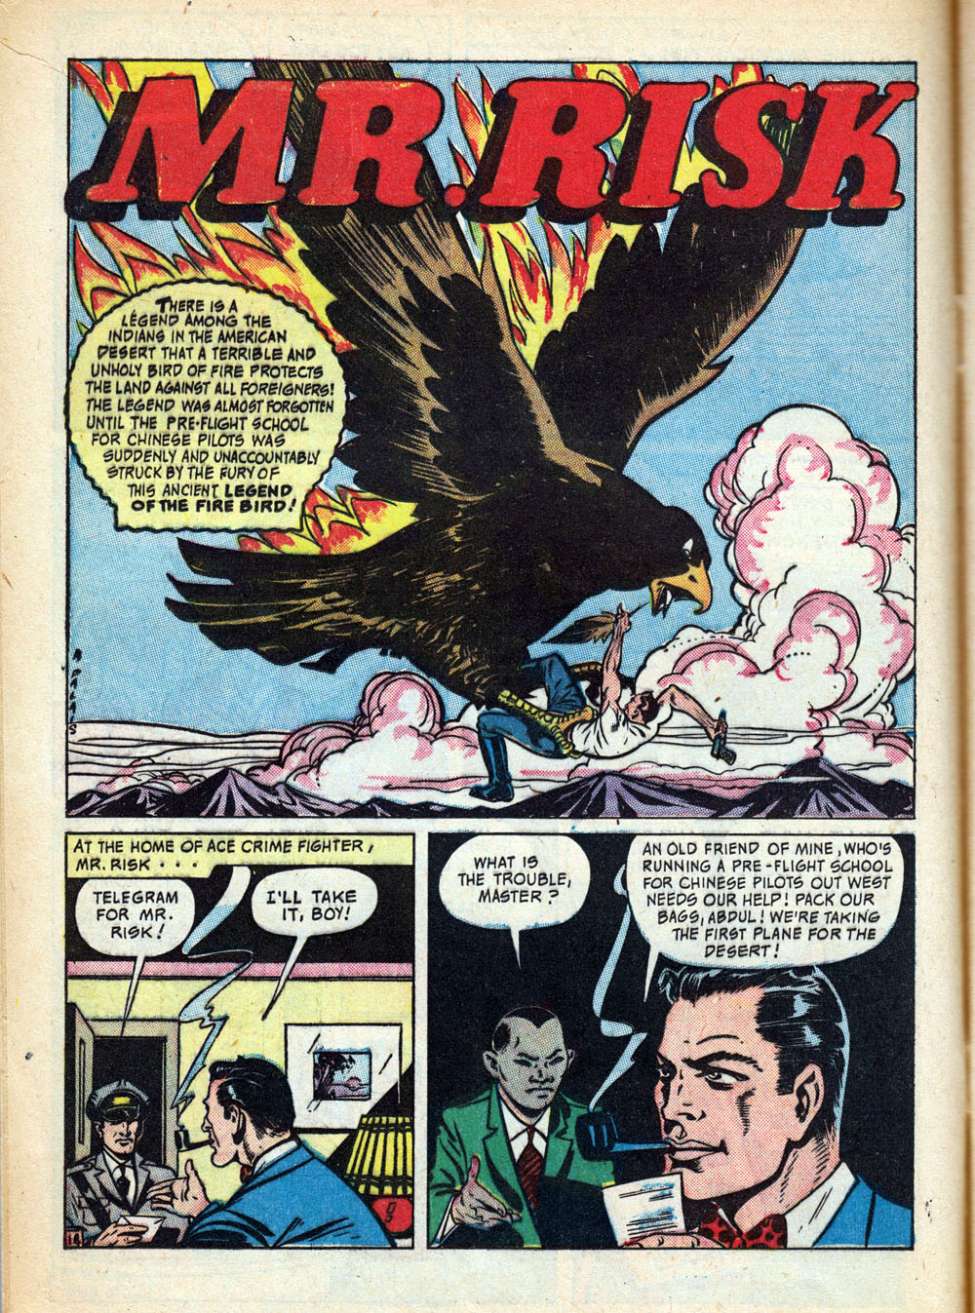 MR. RISK
THERE IS A
LEGEND AMONG THE
INDIANS IN THE AMERICAN
DESERT THAT A TERRIBLE AND
UNHOLY BIRD OF FIRE PROTECTS
THE LAND AGAINST ALL FOREIGNERS!
THE LEGEND WAS ALMOST FORGOTTEN
UNTIL THE PRE-FLIGHT SCHOOL
FOR CHINESE PILOTS WAS
SUDDENLY AND UNACCOUNTABLY
STRUCK BY THE FURY OF
THIS ANCIENT LEGEND
OF THE FIRE BIRD!
AT THE HOME OF ACE CRIME FIGHTER,
MR. RISK . . .
TELEGRAM
FOR MR.
RISK!
I'LL TAKE
IT, BOY!
WHAT IS
THE TROUBLE,
MASTER?
AN OLD FRIEND OF MINE, WHO'S
RUNNING A PRE-FLIGHT SCHOOL
FOR CHINESE PILOTS OUT WEST
NEEDS OUR HELP! PACK OUR
BAGS, ABDUL! WE'RE TAKING
THE FIRST PLANE FOR THE
DESERT!